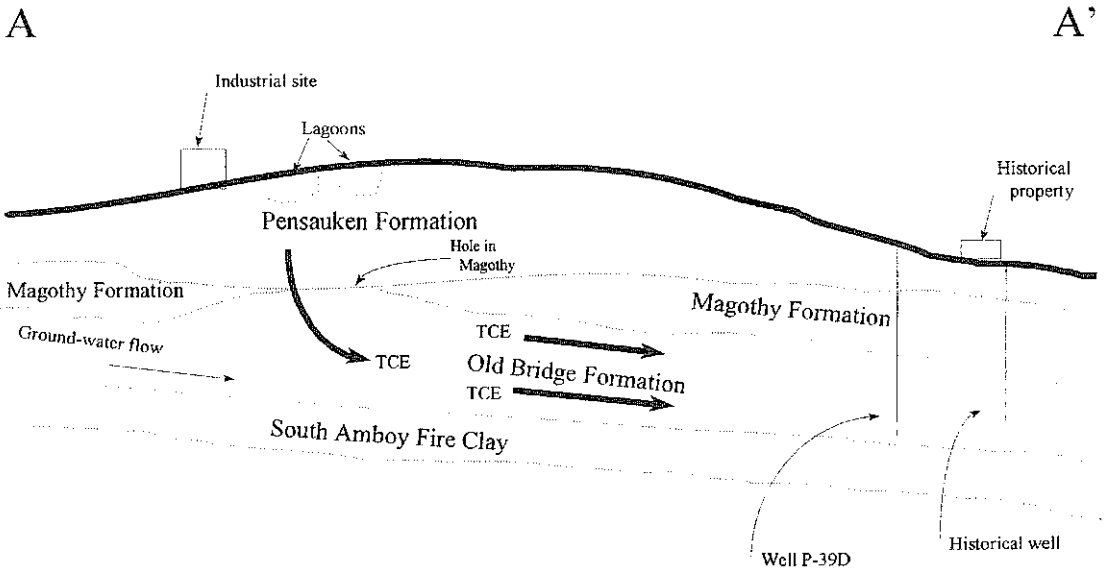 A
A’
Industrial site
Lagoons
Historical
property
Pensauken Formation
Hole in
Magothy
Magothy Formation
Magothy Formation
Ground-water flow
TCE
TCE
Old Bridge Formation
TCE
South Amboy Fire Clay
Well P-39D
Historical well